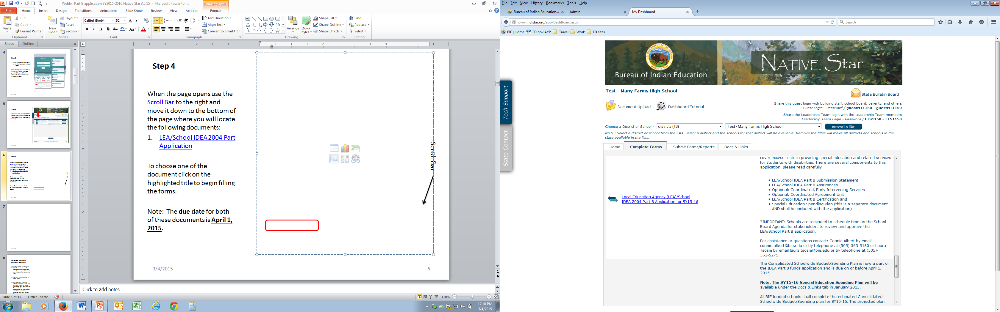 WebEx. Part B application SY2015-2016 Native Star 3.5.15 - Microsoft PowerPoint
Drawing Tools
File Home Insert Design Transitions Animations Slide Show Review View Acrobat Format
Paste
Cut
Copy
Format Painter
Clipboard
New Slide
Layout
Reset
Section
Slides
Calibri (Body) 32
Font
Text Direction
Align Text
Convert to SmartArt
Paragraph
Arrange
Quick Styles
Shape Fill
Shape Outline
Shape Effects
Drawing
Find
Replace
Select
Editing
Slides Outline
4
5
6
7
8
Step 4
When the page opens use the
Scroll Bar to the right and
move it down to the bottom of
the page where you will locate
the following documents:
1. LEA/School IDEA 2004 Part
Application
To choose one of the
document click on the
highlighted title to begin filling
the forms.
Note: The due date for both
of these documents is April 1,
2015.
Scroll Bar
3/4/2015
6
Click to add notes
Slide 6 of 45
"Office Theme"
110%
12:18 PM
3/4/2015
File Edit View History Bookmarks Tools Help
Bureau of Indian Education...
Admin
My Dashboard
www.indistar.org/app/DashBoard.aspx
Search
BIE | Home
ED.gov AYP
Travel
Work
ED sites
Bureau of Indian Education
NATIVE Star
Tech Support
State Contact
Test - Many Farms High School
State Bulletin Board
Document Upload
Dashboard Tutorial
Share this guest login with building staff, school board, parents, and others
Guest Login - Password / guestMT1150 - guestMT1150
Share the Leadership Team login with the Leadership Team members
Leadership Team Login - Password / LTS1150 - LTS1150
Choose a District or School - districts (18) Test - Many Farms High School remove the filter
NOTE: Select a district or school from the lists. Select a district and the schools for that district will be available. Remove the filter will make all districts and schools in the
state available in the lists.
Home Complete Forms Submit Forms/Reports Docs & Links
cover excess costs in providing special education and related services
for students with disabilities. There are several components to this
application, please read carefully
• LEA/School IDEA Part B Submission Statement
• LEA/School IDEA Part B Assurances
• Optional: Coordinated, Early Intervening Services
• Optional: Coordinated Agreement Unit
• LEA/School IDEA Part B Certification and
• Special Education Spending Plan (this is a separate document
AND shall be included with the application)
Local Education Agency (LEA)/School
IDEA 2004 Part B Application for SY15-16
*IMPORTANT: Schools are reminded to schedule time on the School
Board Agenda for stakeholders to review and approve the
LEA/School Part B application.
For assistance or questions contact: Connie Albert by email
connie.albert@bie.edu or by telephone at (505)-563-5180 or Laura
Tsosie by email laura.tsosie@bie.edu or by telephone at (505)-
563-5275.
The Consolidated Schoolwide Budget/Spending Plan is now a part of
the IDEA Part B funds application and is due on or before April 1,
2015.
Note: The SY15-16 Special Education Spending Plan will be
available under the Docs & Links tab in January 2015.
All BIE funded schools shall complete the estimated Consolidated
Schoolwide Budget/Spending plan for SY15-16. The projected plan